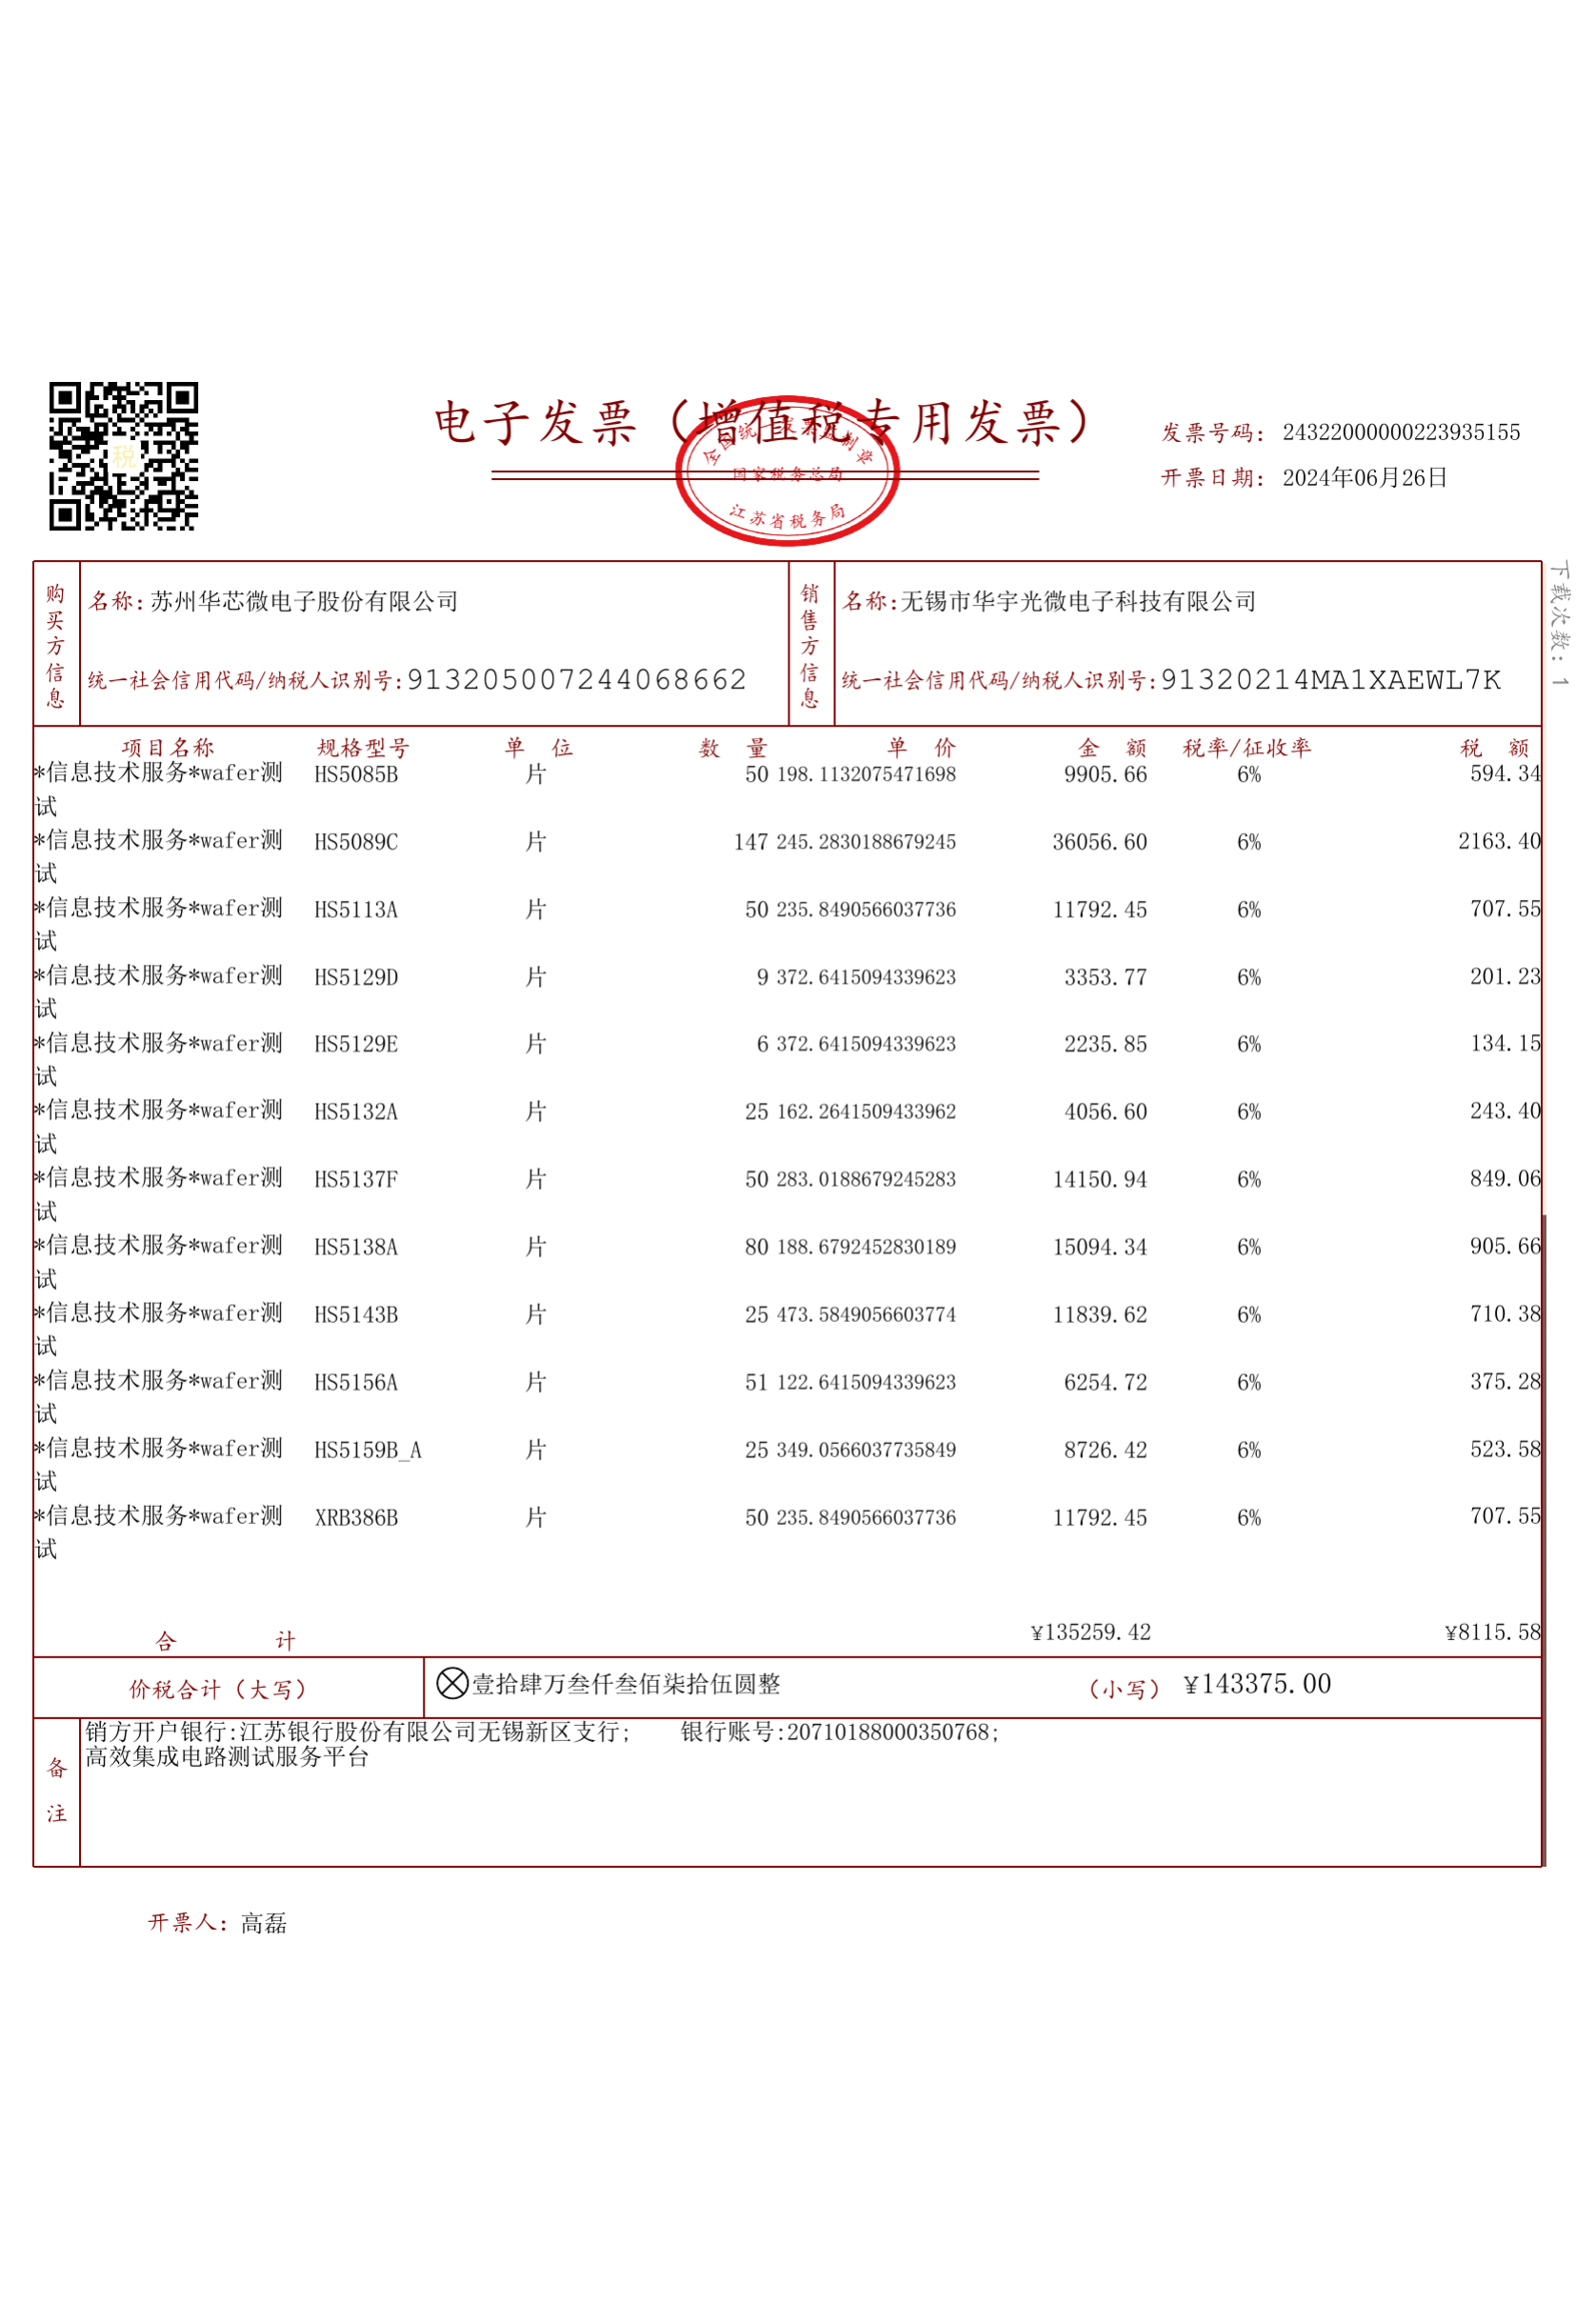 电子发票（增值税专用发票）
全国统一发票监制章
国家税务总局
江苏省税务局
税
发票号码：24322000000223935155
开票日期：2024年06月26日
下载次数：1
购买方信息
名称：苏州华芯微电子股份有限公司
统一社会信用代码/纳税人识别号：913205007244068662
销售方信息
名称：无锡市华宇光微电子科技有限公司
统一社会信用代码/纳税人识别号：91320214MA1XAEWL7K
项目名称 规格型号 单位 数量 单价 金额 税率/征收率 税额
*信息技术服务*wafer测 HS5085B 片 50 198.1132075471698 9905.66 6% 594.34
试
*信息技术服务*wafer测 HS5089C 片 147 245.2830188679245 36056.60 6% 2163.40
试
*信息技术服务*wafer测 HS5113A 片 50 235.8490566037736 11792.45 6% 707.55
试
*信息技术服务*wafer测 HS5129D 片 9 372.6415094339623 3353.77 6% 201.23
试
*信息技术服务*wafer测 HS5129E 片 6 372.6415094339623 2235.85 6% 134.15
试
*信息技术服务*wafer测 HS5132A 片 25 162.2641509433962 4056.60 6% 243.40
试
*信息技术服务*wafer测 HS5137F 片 50 283.0188679245283 14150.94 6% 849.06
试
*信息技术服务*wafer测 HS5138A 片 80 188.6792452830189 15094.34 6% 905.66
试
*信息技术服务*wafer测 HS5143B 片 25 473.5849056603774 11839.62 6% 710.38
试
*信息技术服务*wafer测 HS5156A 片 51 122.6415094339623 6254.72 6% 375.28
试
*信息技术服务*wafer测 HS5159B_A 片 25 349.0566037735849 8726.42 6% 523.58
试
*信息技术服务*wafer测 XRB386B 片 50 235.8490566037736 11792.45 6% 707.55
试
合计 ¥135259.42 ¥8115.58
价税合计（大写） 壹拾肆万叁仟叁佰柒拾伍圆整 （小写）¥143375.00
备注
销方开户银行:江苏银行股份有限公司无锡新区支行; 银行账号:20710188000350768;
高效集成电路测试服务平台
开票人：高磊